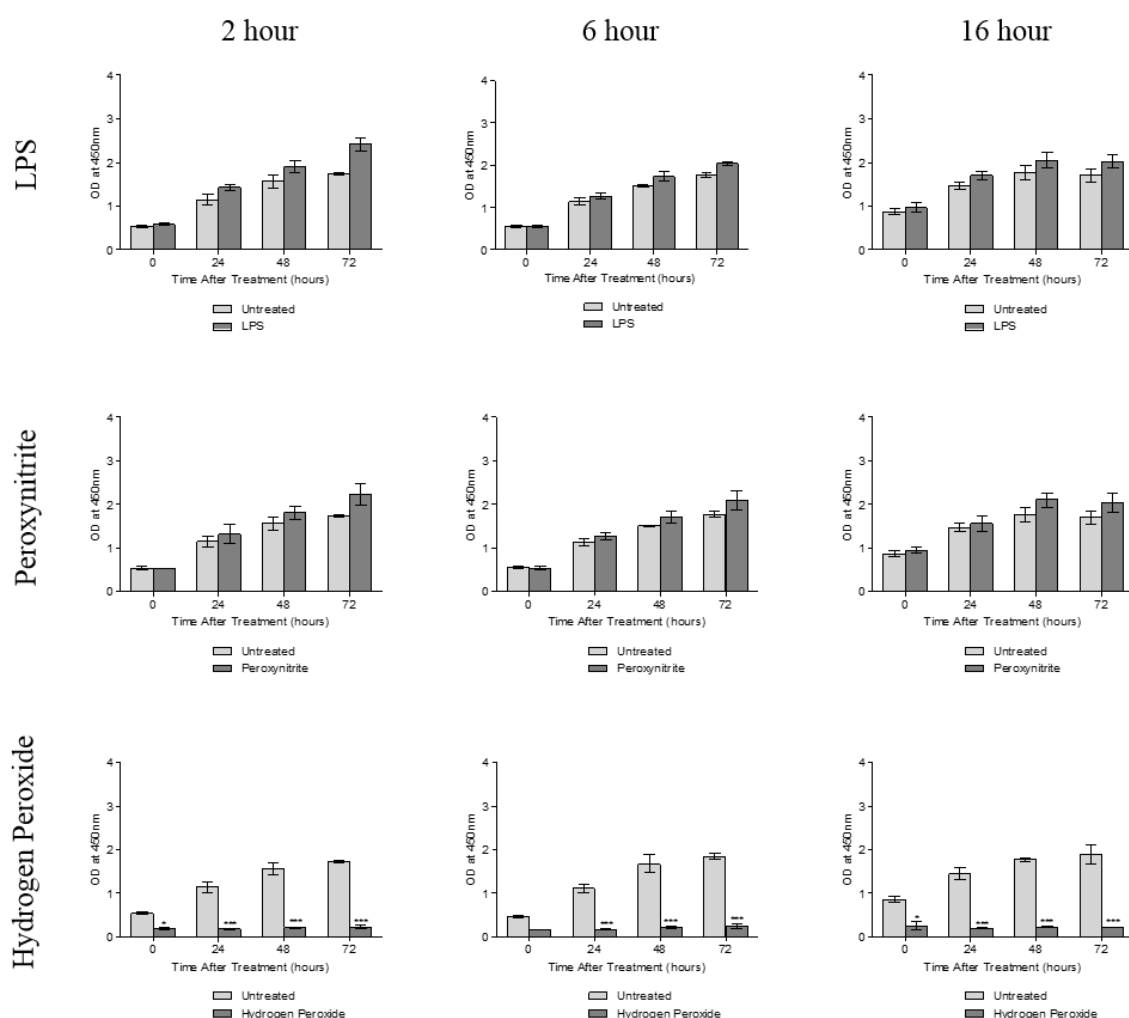 2 hour 6 hour 16 hour
LPS
4 3 2 1 0
OD at 450nm
0 24 48 72
Time After Treatment (hours)
Untreated
LPS
4 3 2 1 0
OD at 450nm
0 24 48 72
Time After Treatment (hours)
Untreated
LPS
4 3 2 1 0
OD at 450nm
0 24 48 72
Time After Treatment (hours)
Untreated
LPS
Peroxynitrite
4 3 2 1 0
OD at 450nm
0 24 48 72
Time After Treatment (hours)
Untreated
Peroxynitrite
4 3 2 1 0
OD at 450nm
0 24 48 72
Time After Treatment (hours)
Untreated
Peroxynitrite
4 3 2 1 0
OD at 450nm
0 24 48 72
Time After Treatment (hours)
Untreated
Peroxynitrite
Hydrogen Peroxide
4 3 2 1 0
OD at 450nm
* *** *** ***
0 24 48 72
Time After Treatment (hours)
Untreated
Hydrogen Peroxide
4 3 2 1 0
OD at 450nm
*** *** ***
0 24 48 72
Time After Treatment (hours)
Untreated
Hydrogen Peroxide
4 3 2 1 0
OD at 450nm
* *** *** ***
0 24 48 72
Time After Treatment (hours)
Untreated
Hydrogen Peroxide